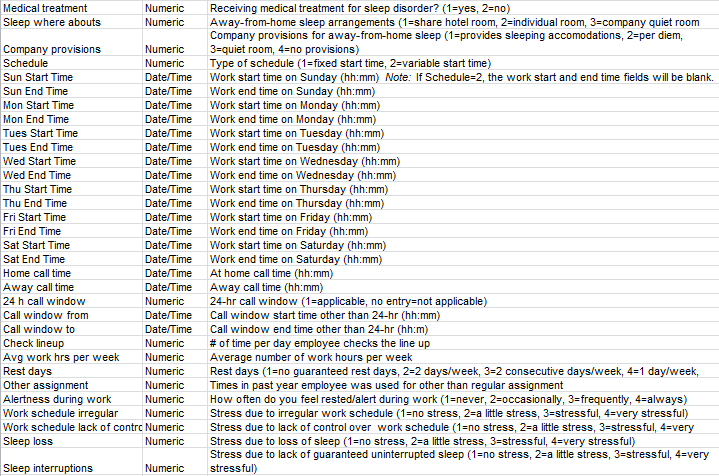 Medical treatment Numeric Receiving medical treatment for sleep disorder? (1=yes, 2=no)
Sleep where abouts Numeric Away-from-home sleep arrangements (1=share hotel room, 2=individual room, 3=company quiet room
Company provisions for away-from-home sleep (1=provides sleeping accomodations, 2=per diem,
Company provisions Numeric 3=quiet room, 4=no provisions)
Schedule Numeric Type of schedule (1=fixed start time, 2=variable start time)
Sun Start Time Date/Time Work start time on Sunday (hh:mm) Note: If Schedule=2, the work start and end time fields will be blank.
Sun End Time Date/Time Work end time on Sunday (hh:mm)
Mon Start Time Date/Time Work start time on Monday (hh:mm)
Mon End Time Date/Time Work end time on Monday (hh:mm)
Tues Start Time Date/Time Work start time on Tuesday (hh:mm)
Tues End Time Date/Time Work end time on Tuesday (hh:mm)
Wed Start Time Date/Time Work start time on Wednesday (hh:mm)
Wed End Time Date/Time Work end time on Wednesday (hh:mm)
Thu Start Time Date/Time Work start time on Thursday (hh:mm)
Thu End Time Date/Time Work end time on Thursday (hh:mm)
Fri Start Time Date/Time Work start time on Friday (hh:mm)
Fri End Time Date/Time Work end time on Friday (hh:mm)
Sat Start Time Date/Time Work start time on Saturday (hh:mm)
Sat End Time Date/Time Work end time on Saturday (hh:mm)
Home call time Date/Time At home call time (hh:mm)
Away call time Date/Time Away call time (hh:mm)
24 h call window Numeric 24-hr call window (1=applicable, no entry=not applicable)
Call window from Date/Time Call window start time other than 24-hr (hh:mm)
Call window to Date/Time Call window end time other than 24-hr (hh:m)
Check lineup Numeric # of time per day employee checks the line up
Avg work hrs per week Numeric Average number of work hours per week
Rest days Numeric Rest days (1=no guaranteed rest days, 2=2 days/week, 3=2 consecutive days/week, 4=1 day/week,
Other assignment Numeric Times in past year employee was used for other than regular assignment
Alertness during work Numeric How often do you feel rested/alert during work (1=never, 2=occasionally, 3=frequently, 4=always)
Work schedule irregular Numeric Stress due to irregular work schedule (1=no stress, 2=a little stress, 3=stressful, 4=very stressful)
Work schedule lack of contro Numeric Stress due to lack of control over work schedule (1=no stress, 2=a little stress, 3=stressful, 4=very
Sleep loss Numeric Stress due to loss of sleep (1=no stress, 2=a little stress, 3=stressful, 4=very stressful)
Stress due to lack of guaranteed uninterrupted sleep (1=no stress, 2=a little stress, 3=stressful, 4=very
Sleep interruptions Numeric stressful)